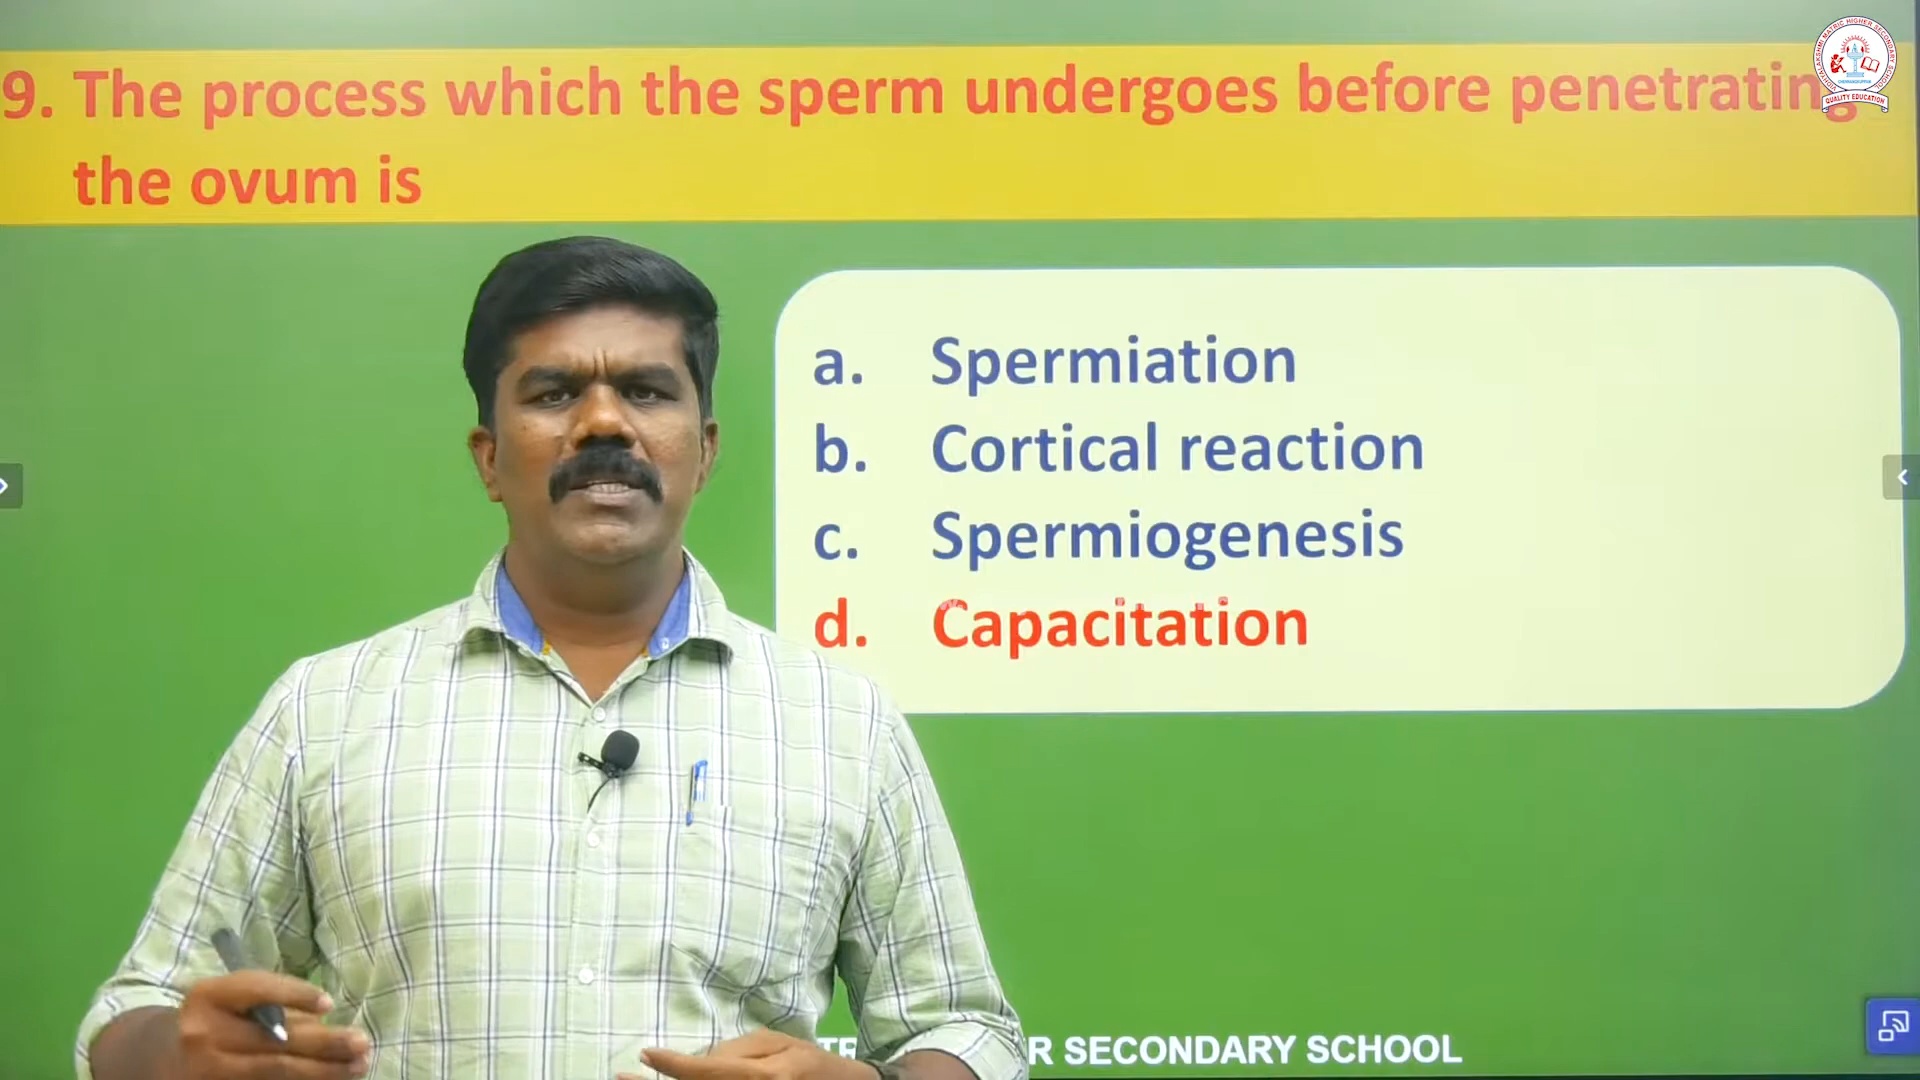 9. The process which the sperm undergoes before penetrating
the ovum is
a. Spermiation
b. Cortical reaction
c. Spermiogenesis
d. Capacitation
SECONDARY SCHOOL
QUALITY EDUCATION